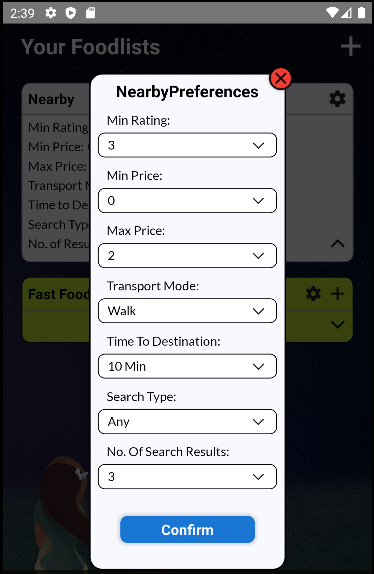 2:39
Your Foodlists
Nearby
Min Rating
Min Price:
Max Price:
Transport M
Time to De
Search Typ
No. of Resu
Fast Food
NearbyPreferences
Min Rating:
3
Min Price:
0
Max Price:
2
Transport Mode:
Walk
Time To Destination:
10 Min
Search Type:
Any
No. Of Search Results:
3
Confirm